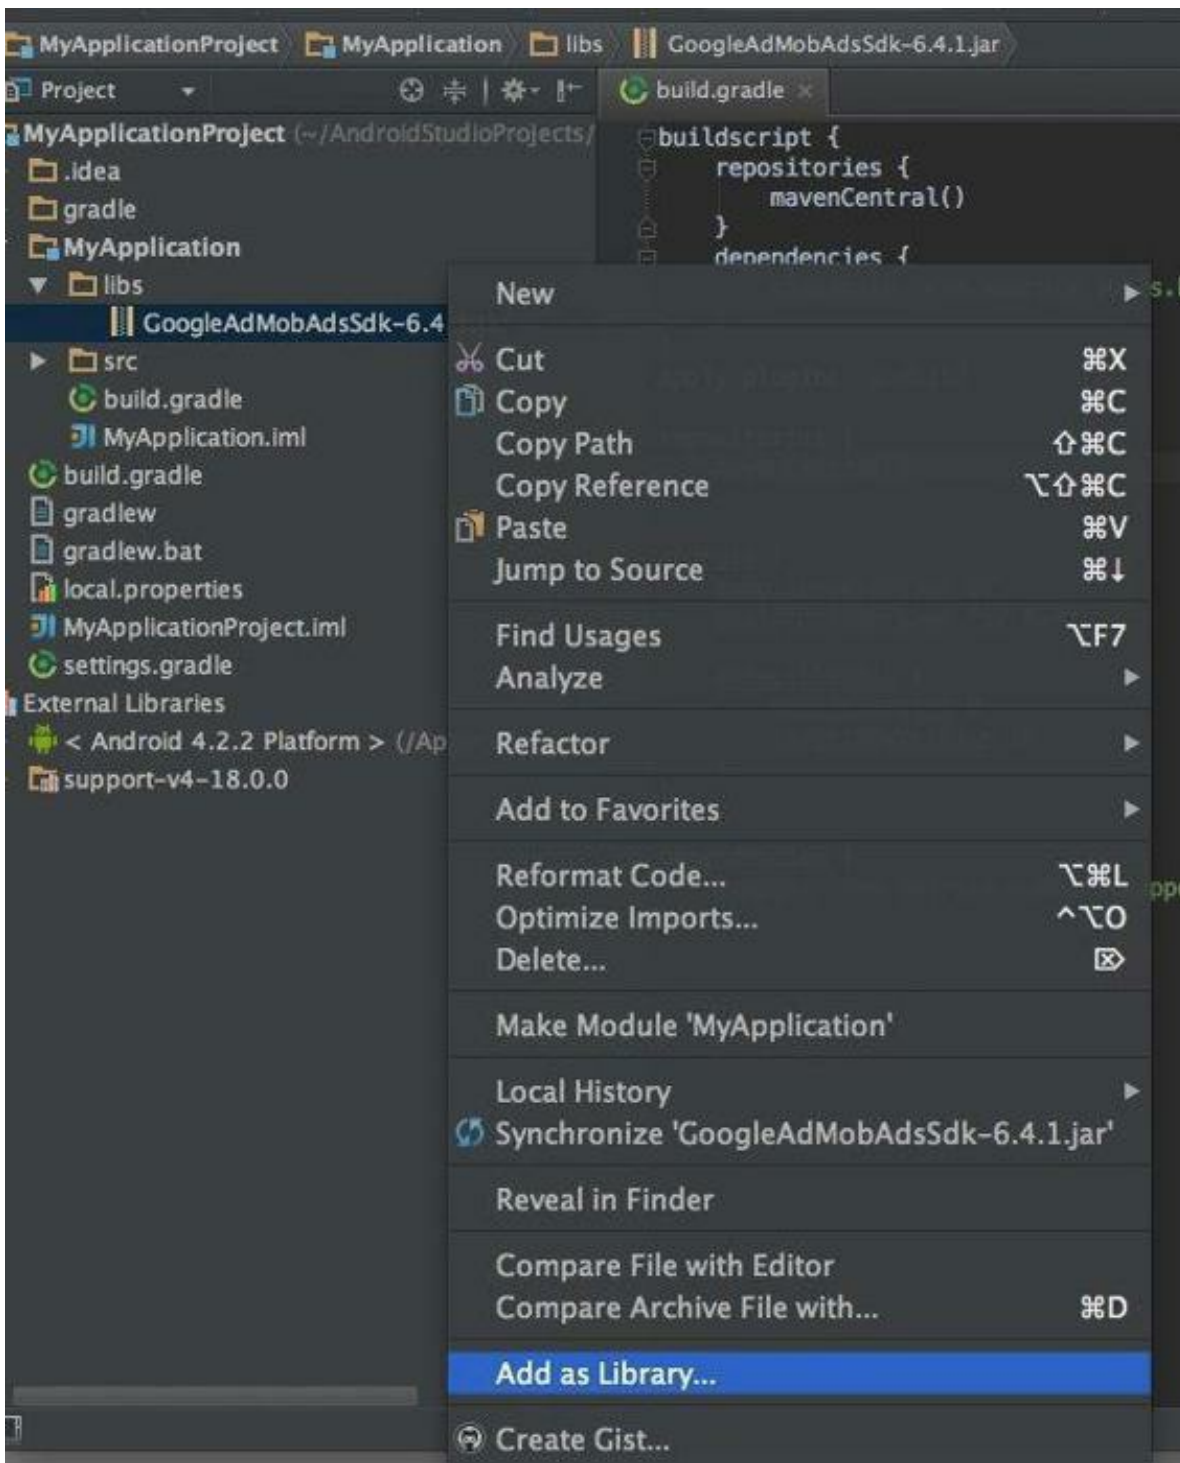 MyApplicationProject MyApplication libs GoogleAdMobAdsSdk-6.4.1.jar
Project
build.gradle
MyApplicationProject (~/AndroidStudioProjects/
.idea
gradle
MyApplication
libs
GoogleAdMobAdsSdk-6.4
src
build.gradle
MyApplication.iml
build.gradle
gradlew
gradlew.bat
local.properties
MyApplicationProject.iml
settings.gradle
External Libraries
< Android 4.2.2 Platform > (/Ap
support-v4-18.0.0
buildscript {
repositories {
mavenCentral()
}
dependencies {
New
Cut ⌘X
Copy ⌘C
Copy Path ⇧⌘C
Copy Reference ⌥⇧⌘C
Paste ⌘V
Jump to Source ⌘↓
Find Usages ⌥F7
Analyze
Refactor
Add to Favorites
Reformat Code... ⌥⌘L
Optimize Imports... ^⌥O
Delete... ⌦
Make Module 'MyApplication'
Local History
Synchronize 'GoogleAdMobAdsSdk-6.4.1.jar'
Reveal in Finder
Compare File with Editor
Compare Archive File with... ⌘D
Add as Library...
Create Gist...